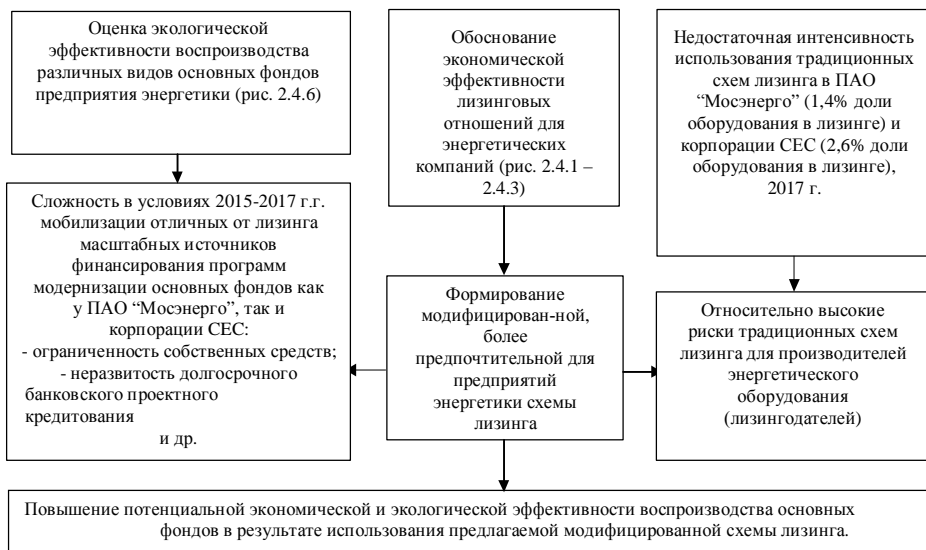 Оценка экологической
эффективности воспроизводства
различных видов основных фондов
предприятия энергетики (рис. 2.4.6)
Обоснование
экономической
эффективности
лизинговых
отношений для
энергетических
компаний (рис. 2.4.1 –
2.4.3)
Недостаточная интенсивность
использования традиционных
схем лизинга в ПАО
“Мосэнерго” (1,4% доли
оборудования в лизинге) и
корпорации СЕС (2,6% доли
оборудования в лизинге),
2017 г.
Сложность в условиях 2015-2017 г.г.
мобилизации отличных от лизинга
масштабных источников
финансирования программ
модернизации основных фондов как
у ПАО “Мосэнерго”, так и
корпорации СЕС:
- ограниченность собственных средств;
- неразвитость долгосрочного
банковского проектного
кредитования
и др.
Формирование
модифицирован-ной,
более
предпочтительной для
предприятий
энергетики схемы
лизинга
Относительно высокие
риски традиционных схем
лизинга для производителей
энергетического
оборудования
(лизингодателей)
Повышение потенциальной экономической и экологической эффективности воспроизводства основных
фондов в результате использования предлагаемой модифицированной схемы лизинга.